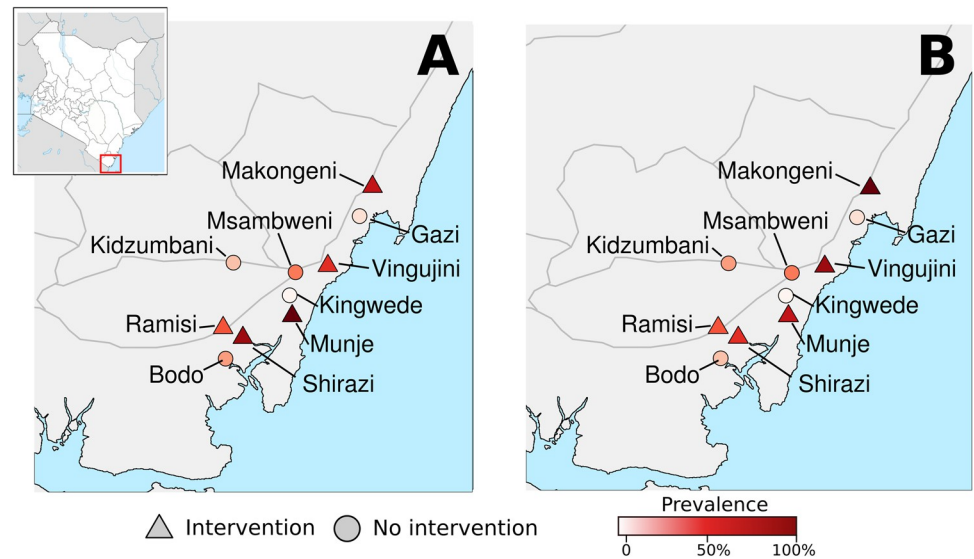 A
Makongeni
Msambweni
Gazi
Kidzumbani
Vingujini
Kingwede
Ramisi
Munje
Bodo
Shirazi
B
Makongeni
Msambweni
Gazi
Kidzumbani
Vingujini
Kingwede
Ramisi
Munje
Bodo
Shirazi
Intervention
No intervention
Prevalence
0 50% 100%